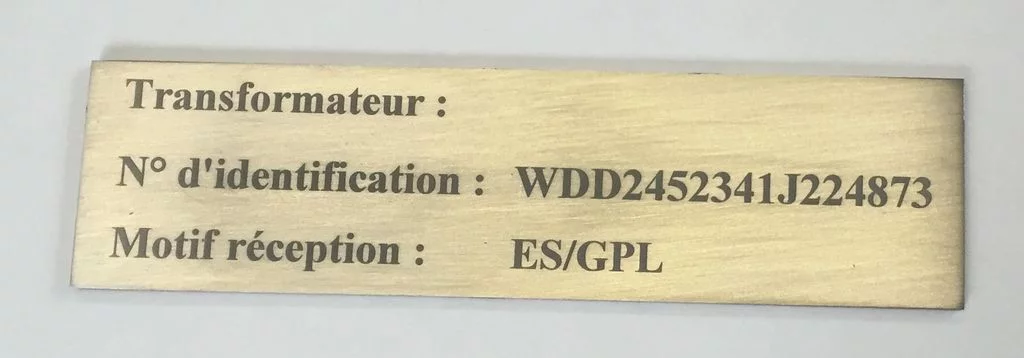 Transformateur :
N° d'identification : WDD2452341J224873
Motif réception : ES/GPL